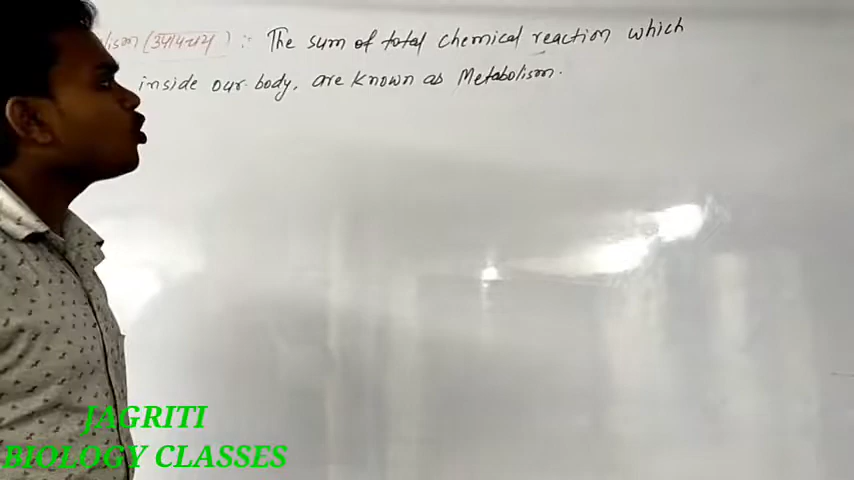 (उपापचय) :- The sum of total chemical reaction which
inside our body, are known as Metabolism.
JAGRITI
BIOLOGY CLASSES